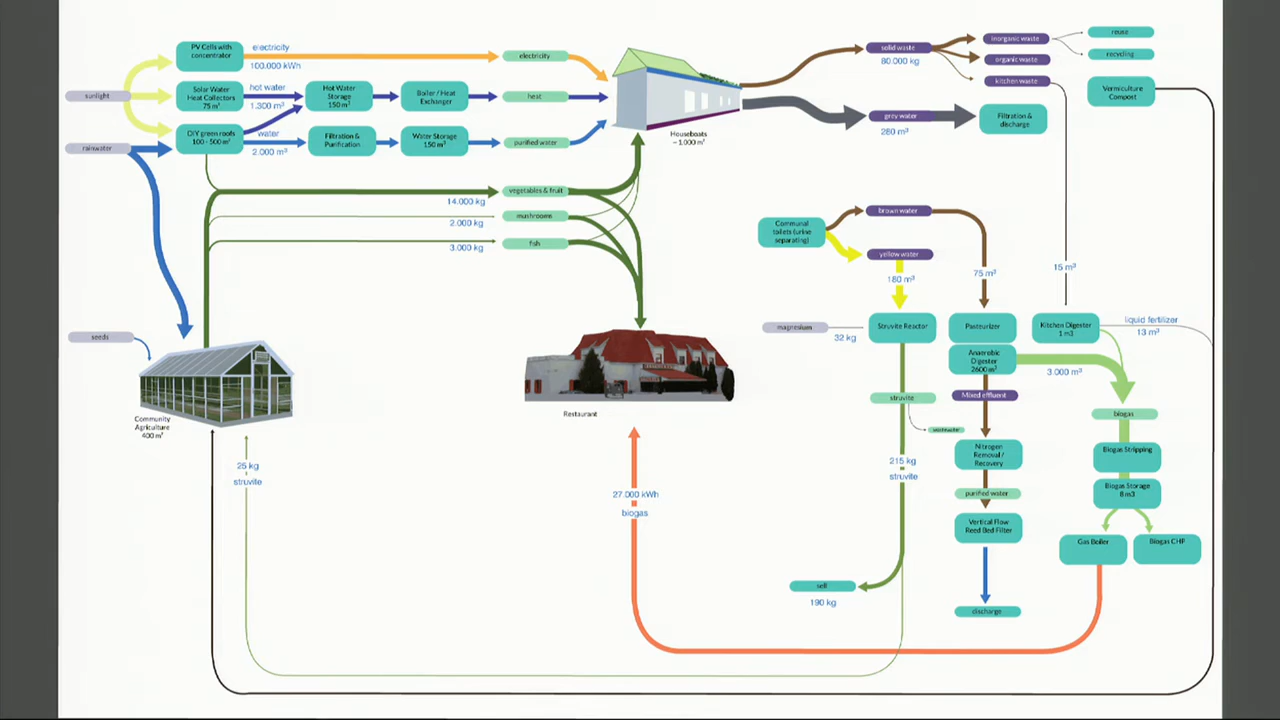 PV Cells with
concentrator
electricity
100.000 kWh
electricity
sunlight
Solar Water
Heat Collectors
75 m²
hot water
1.300 m³
Hot Water
Storage
150 m³
Boiler / Heat
Exchanger
heat
DIY green roofs
100 - 500 m²
water
2.000 m³
Filtration &
Purification
Water Storage
150 m³
purified water
rainwater
Houseboats
~ 1.000 m²
solid waste
80.000 kg
inorganic waste
organic waste
kitchen waste
reuse
recycling
Vermiculture
Compost
grey water
280 m³
Filtration &
discharge
14.000 kg
vegetables & fruit
2.000 kg
mushrooms
3.000 kg
fish
Communal
toilets (urine
separating)
brown water
yellow water
180 m³
75 m³
15 m³
seeds
magnesium
32 kg
Struvite Reactor
Pasteurizer
Kitchen Digester
1 m3
liquid fertilizer
13 m³
Anaerobic
Digester
2600 m³
3.000 m³
Community
Agriculture
400 m²
Restaurant
struvite
Mixed effluent
biogas
Nitrogen
Removal /
Recovery
Biogas Stripping
25 kg
struvite
215 kg
struvite
27.000 kWh
biogas
purified water
Biogas Storage
8 m3
Vertical Flow
Reed Bed Filter
Gas Boiler
Biogas CHP
sell
190 kg
discharge